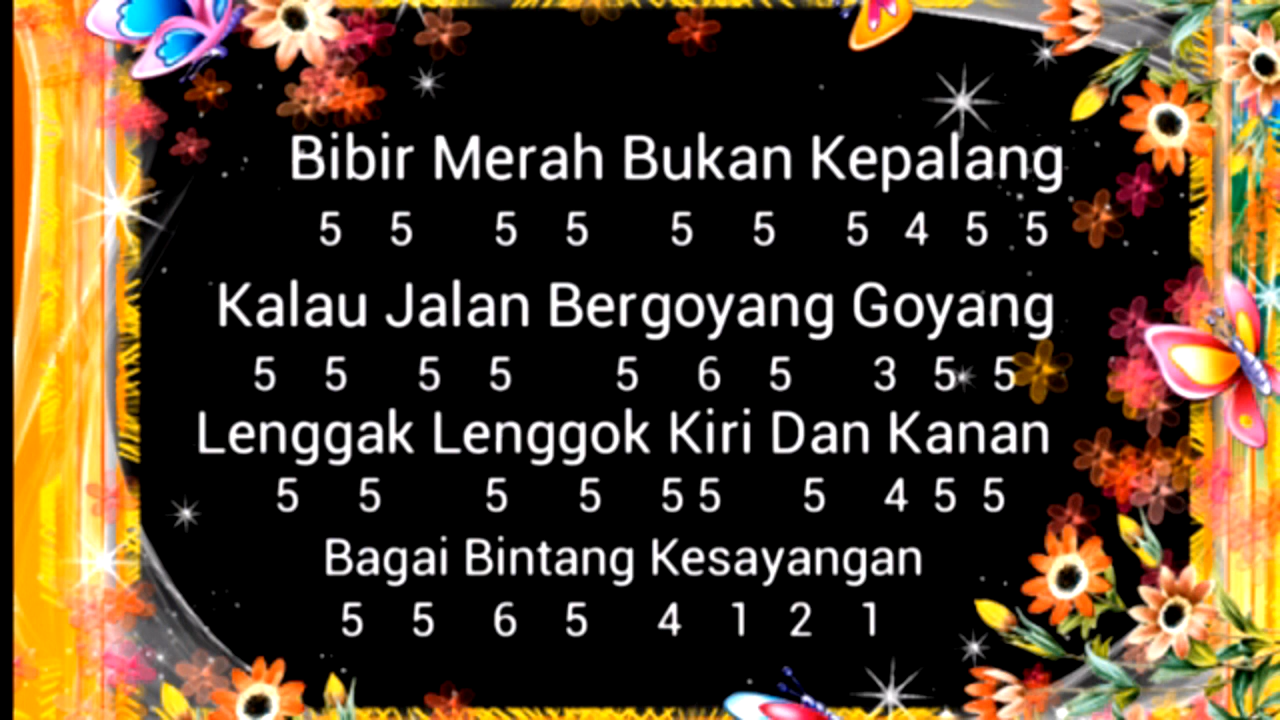 Bibir Merah Bukan Kepalang
5 5 5 5 5 5 5 4 5 5
Kalau Jalan Bergoyang Goyang
5 5 5 5 5 6 5 3 5 5
Lenggak Lenggok Kiri Dan Kanan
5 5 5 5 5 5 5 4 5 5
Bagai Bintang Kesayangan
5 5 6 5 4 1 2 1